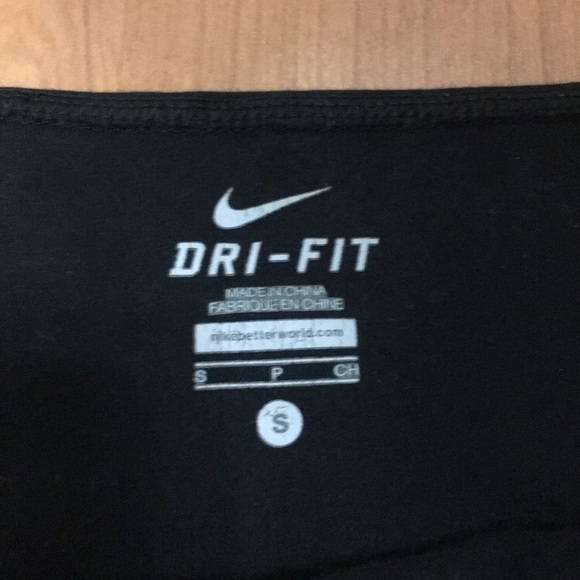 DRI-FIT
MADE IN CHINA
FABRIQUE EN CHINE
nikebetterworld.com
S P CH
S